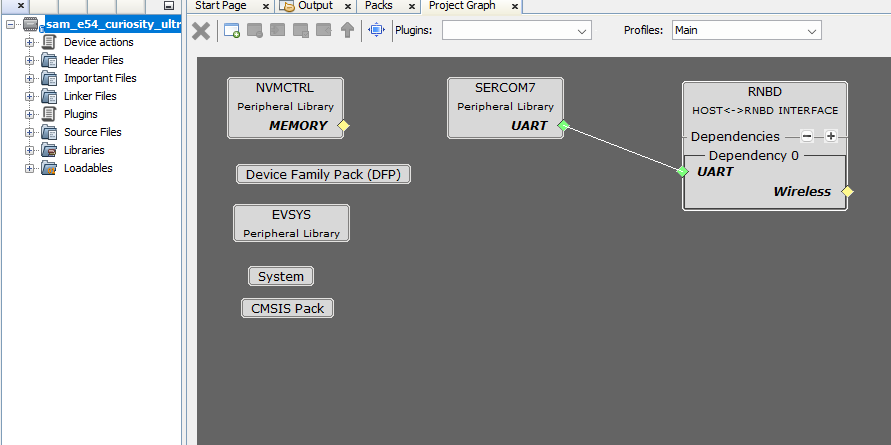 Start Page
Output
Packs
Project Graph
sam_e54_curiosity_ultr
Device actions
Header Files
Important Files
Linker Files
Plugins
Source Files
Libraries
Loadables
Plugins:
Profiles: Main
NVMCTRL
Peripheral Library
MEMORY
SERCOM7
Peripheral Library
UART
RNBD
HOST<->RNBD INTERFACE
Dependencies
Dependency 0
UART
Wireless
Device Family Pack (DFP)
EVSYS
Peripheral Library
System
CMSIS Pack